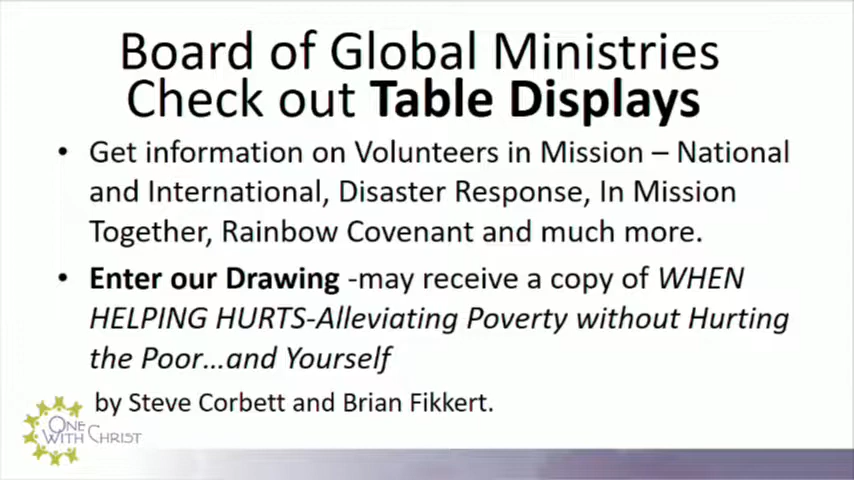 Board of Global Ministries
Check out Table Displays
• Get information on Volunteers in Mission – National
and International, Disaster Response, In Mission
Together, Rainbow Covenant and much more.
• Enter our Drawing -may receive a copy of WHEN
HELPING HURTS-Alleviating Poverty without Hurting
the Poor...and Yourself
by Steve Corbett and Brian Fikkert.
ONE
WITH CHRIST